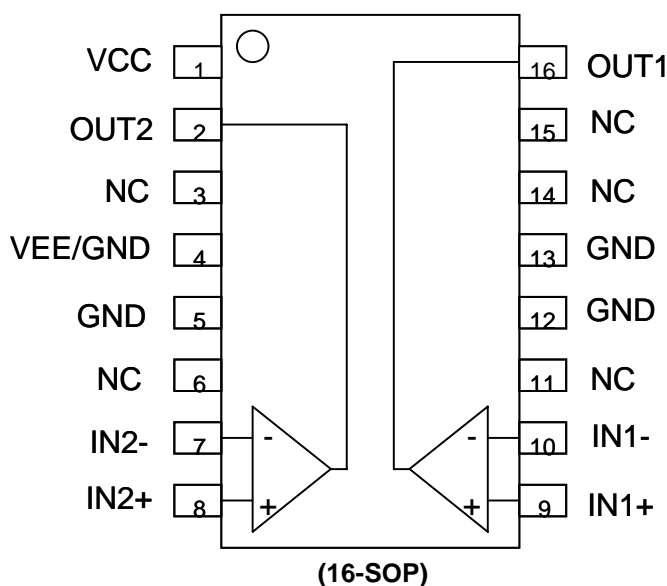 VCC 1 16 OUT1
OUT2 2 15 NC
NC 3 14 NC
VEE/GND 4 13 GND
GND 5 12 GND
NC 6 11 NC
IN2- 7 - - 10 IN1-
IN2+ 8 + + 9 IN1+
(16-SOP)